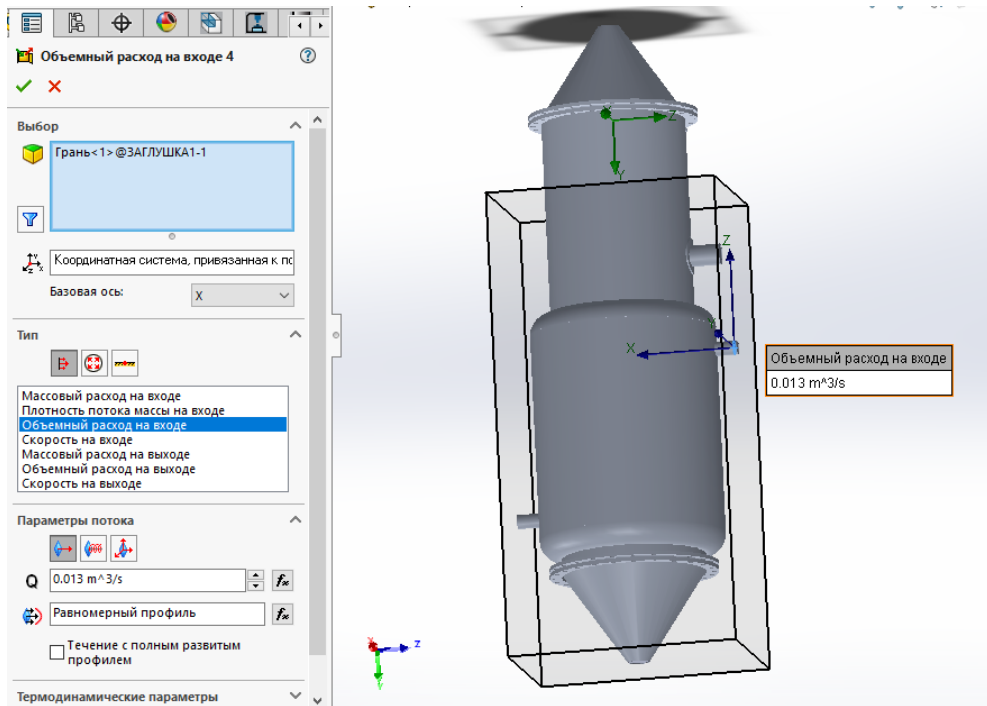 Объемный расход на входе 4
Выбор
Грань<1>@ЗАГЛУШКА1-1
Координатная система, привязанная к по
Базовая ось:
X
Тип
Массовый расход на входе
Плотность потока массы на входе
Объемный расход на входе
Скорость на входе
Массовый расход на выходе
Объемный расход на выходе
Скорость на выходе
Параметры потока
Q
0.013 m^3/s
Равномерный профиль
Течение с полным развитым
профилем
Термодинамические параметры
Z
Y
Z
X
Объемный расход на входе
0.013 m^3/s
Z